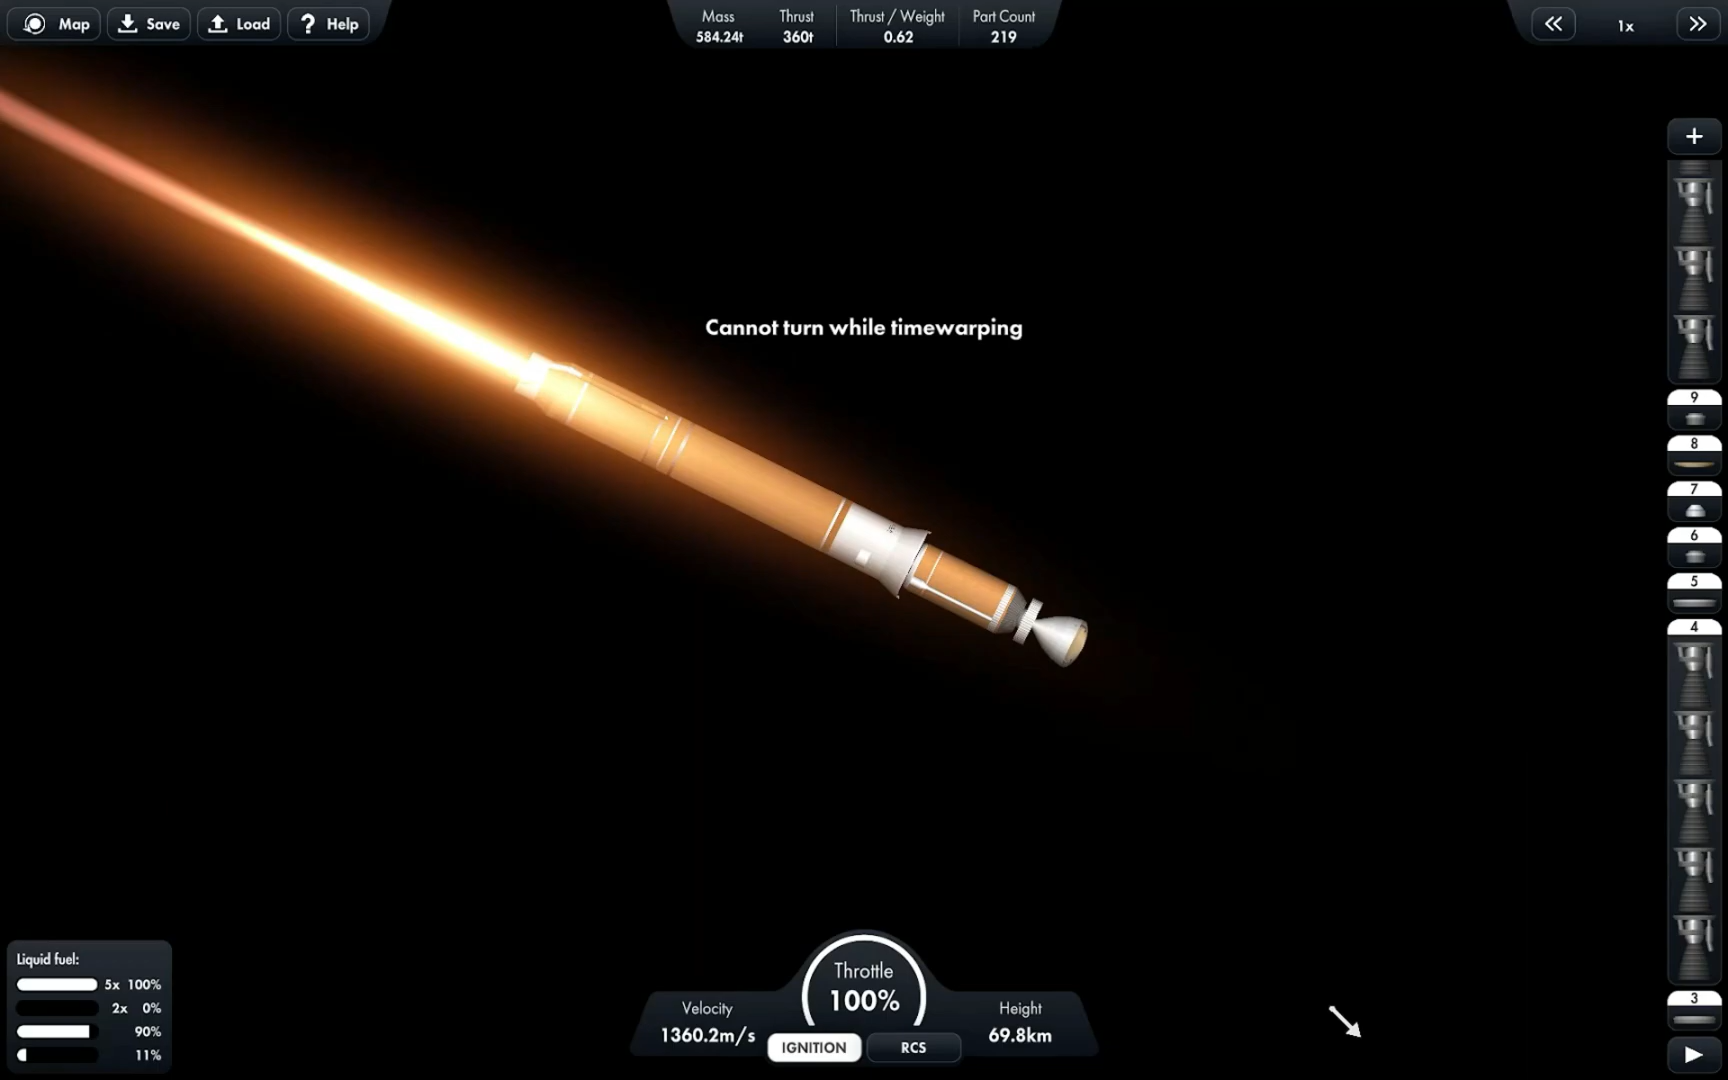 Map
Save
Load
Help
Mass
584.24t
Thrust
360t
Thrust / Weight
0.62
Part Count
219
1x
Cannot turn while timewarping
9
8
7
6
5
4
3
Liquid fuel:
5x 100%
2x 0%
90%
11%
Velocity
1360.2m/s
Throttle
100%
IGNITION
RCS
Height
69.8km